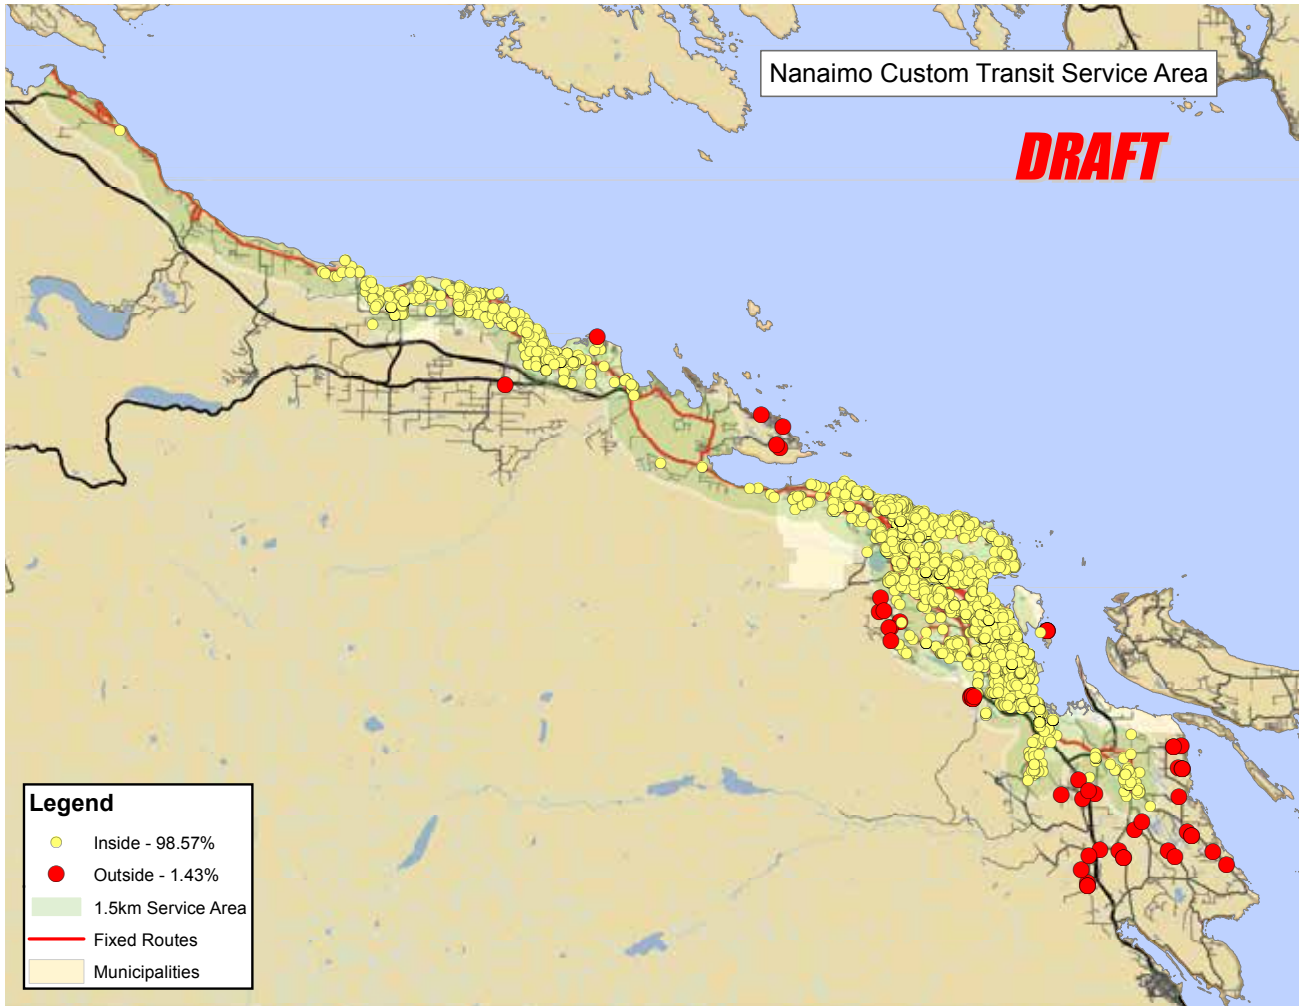 Nanaimo Custom Transit Service Area
DRAFT
Legend
Inside - 98.57%
Outside - 1.43%
1.5km Service Area
Fixed Routes
Municipalities